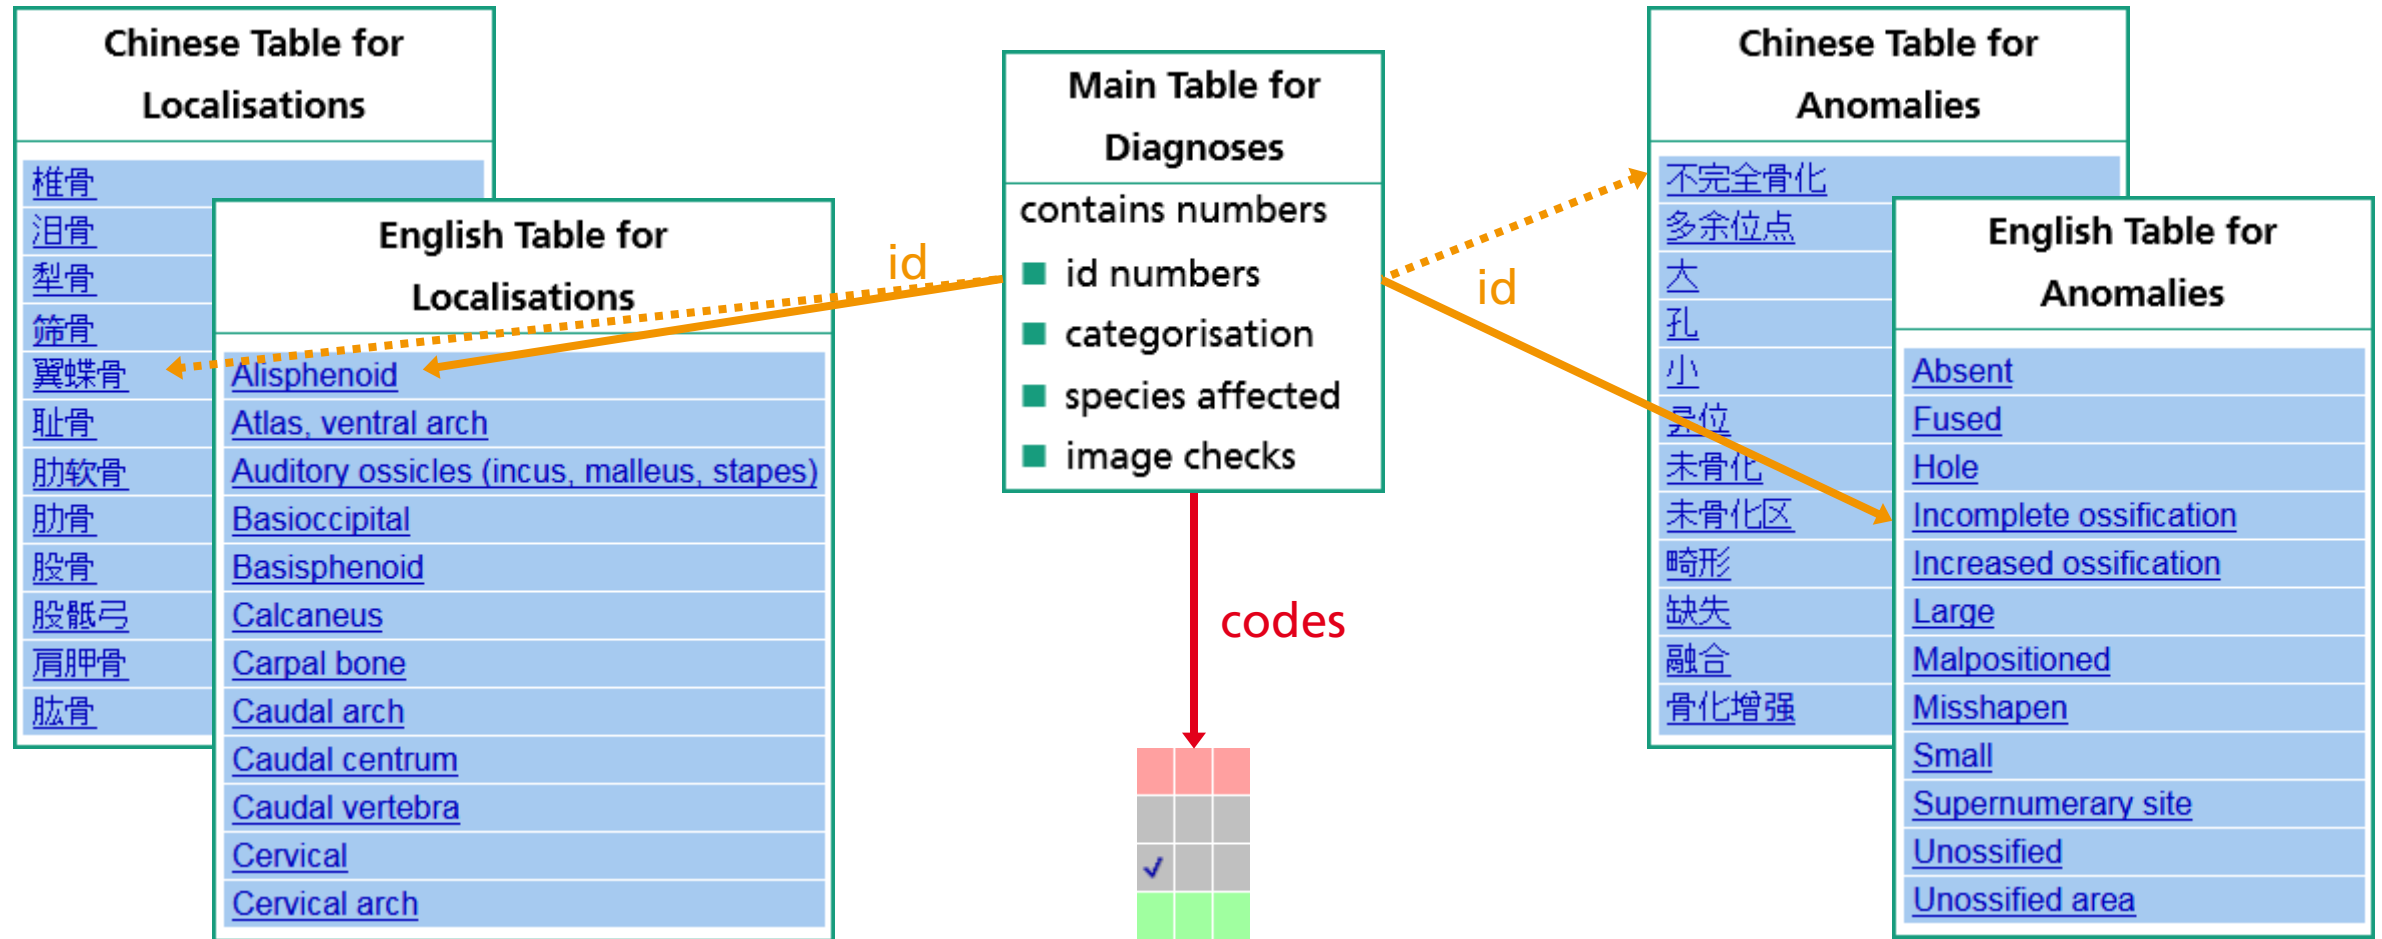 Chinese Table for
Localisations
椎骨
泪骨
犁骨
筛骨
翼蝶骨
耻骨
肋软骨
肋骨
股骨
股骶弓
肩胛骨
肱骨
English Table for
Localisations
Alisphenoid
Atlas, ventral arch
Auditory ossicles (incus, malleus, stapes)
Basioccipital
Basisphenoid
Calcaneus
Carpal bone
Caudal arch
Caudal centrum
Caudal vertebra
Cervical
Cervical arch
id
Main Table for
Diagnoses
contains numbers
id numbers
categorisation
species affected
image checks
codes
id
Chinese Table for
Anomalies
不完全骨化
多余位点
大
孔
小
异位
未骨化
未骨化区
畸形
缺失
融合
骨化增强
English Table for
Anomalies
Absent
Fused
Hole
Incomplete ossification
Increased ossification
Large
Malpositioned
Misshapen
Small
Supernumerary site
Unossified
Unossified area